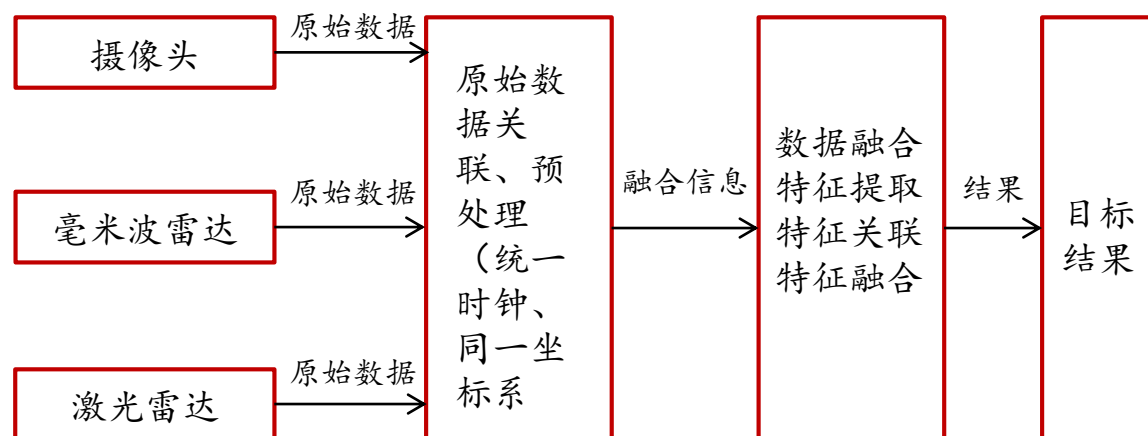 摄像头
原始数据
毫米波雷达
原始数据
激光雷达
原始数据
原始数
据关
联、预
处理
（统一
时钟、
同一坐
标系
融合信息
数据融合
特征提取
特征关联
特征融合
结果
目标
结果